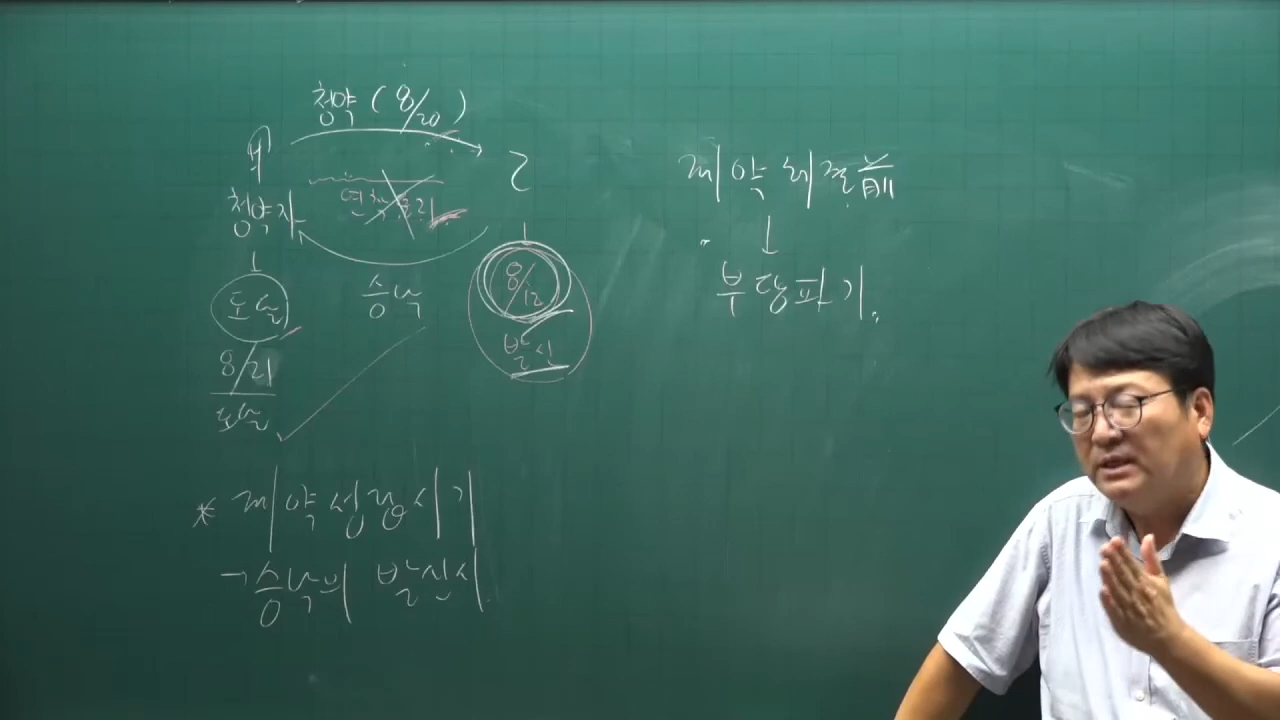 청약 (8/20)
甲
乙
청약자
연착통지
승낙
도달
8/21
도달
8/12
발신
계약체결前
↓
부당파기.
* 계약성립시기
→ 승낙의 발신시.